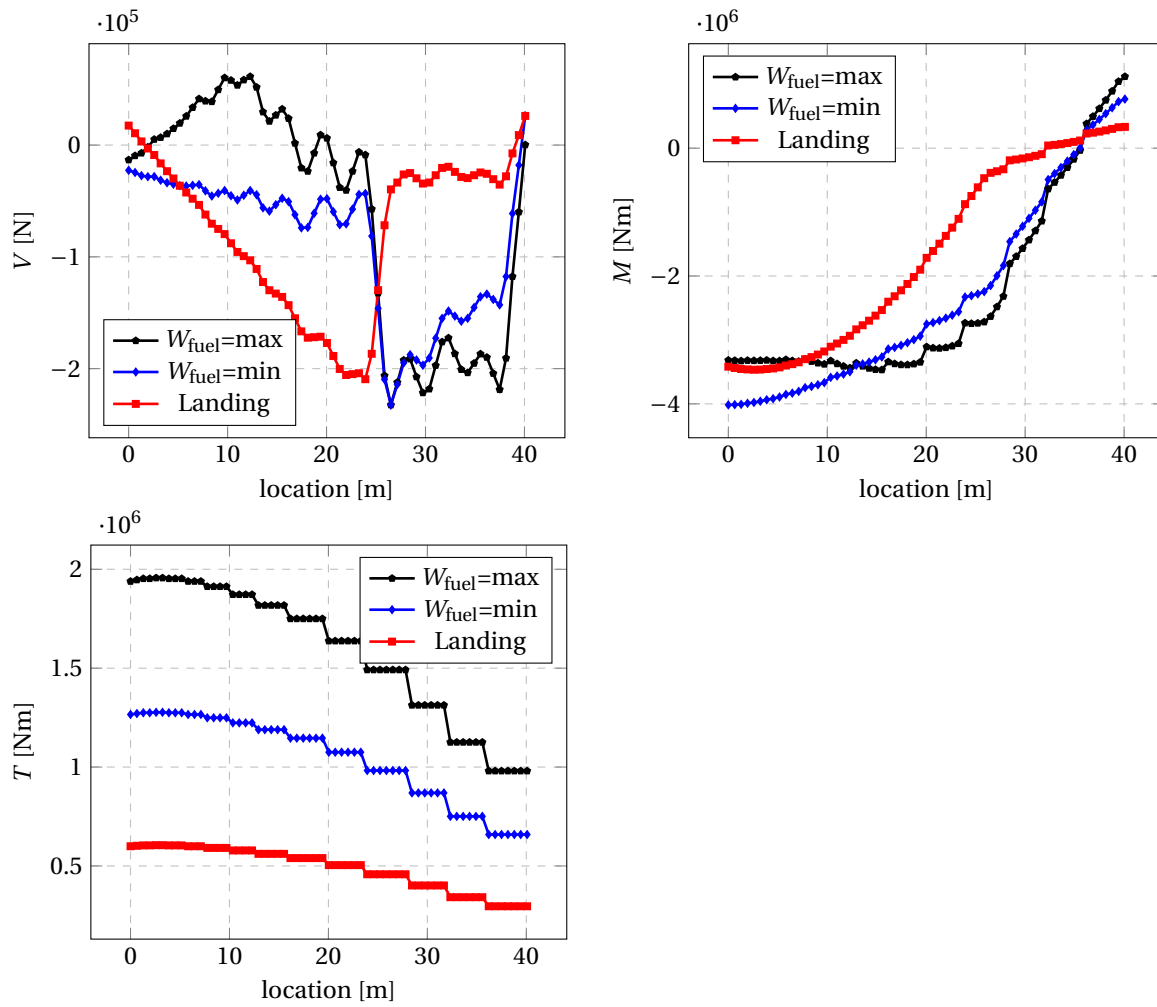 ·10^5
0
−1
−2
V [N]
W_fuel=max
W_fuel=min
Landing
0 10 20 30 40
location [m]
·10^6
0
−2
−4
M [Nm]
W_fuel=max
W_fuel=min
Landing
0 10 20 30 40
location [m]
·10^6
2
1.5
1
0.5
T [Nm]
W_fuel=max
W_fuel=min
Landing
0 10 20 30 40
location [m]